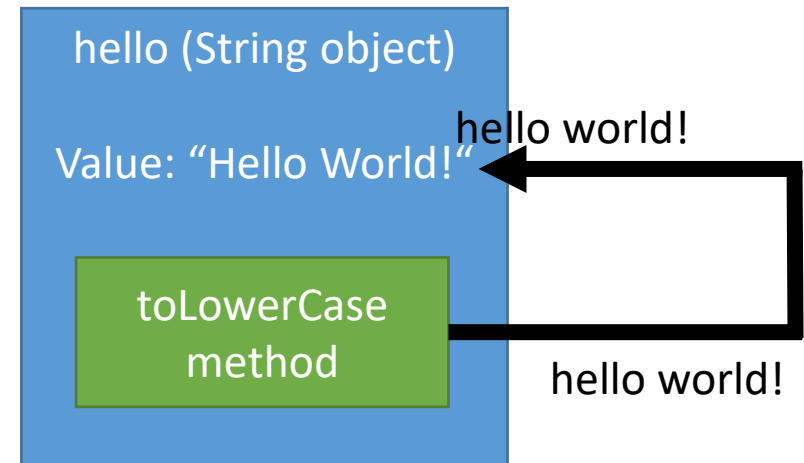 hello (String object)
hello world!
Value: “Hello World!“
toLowerCase
method
hello world!